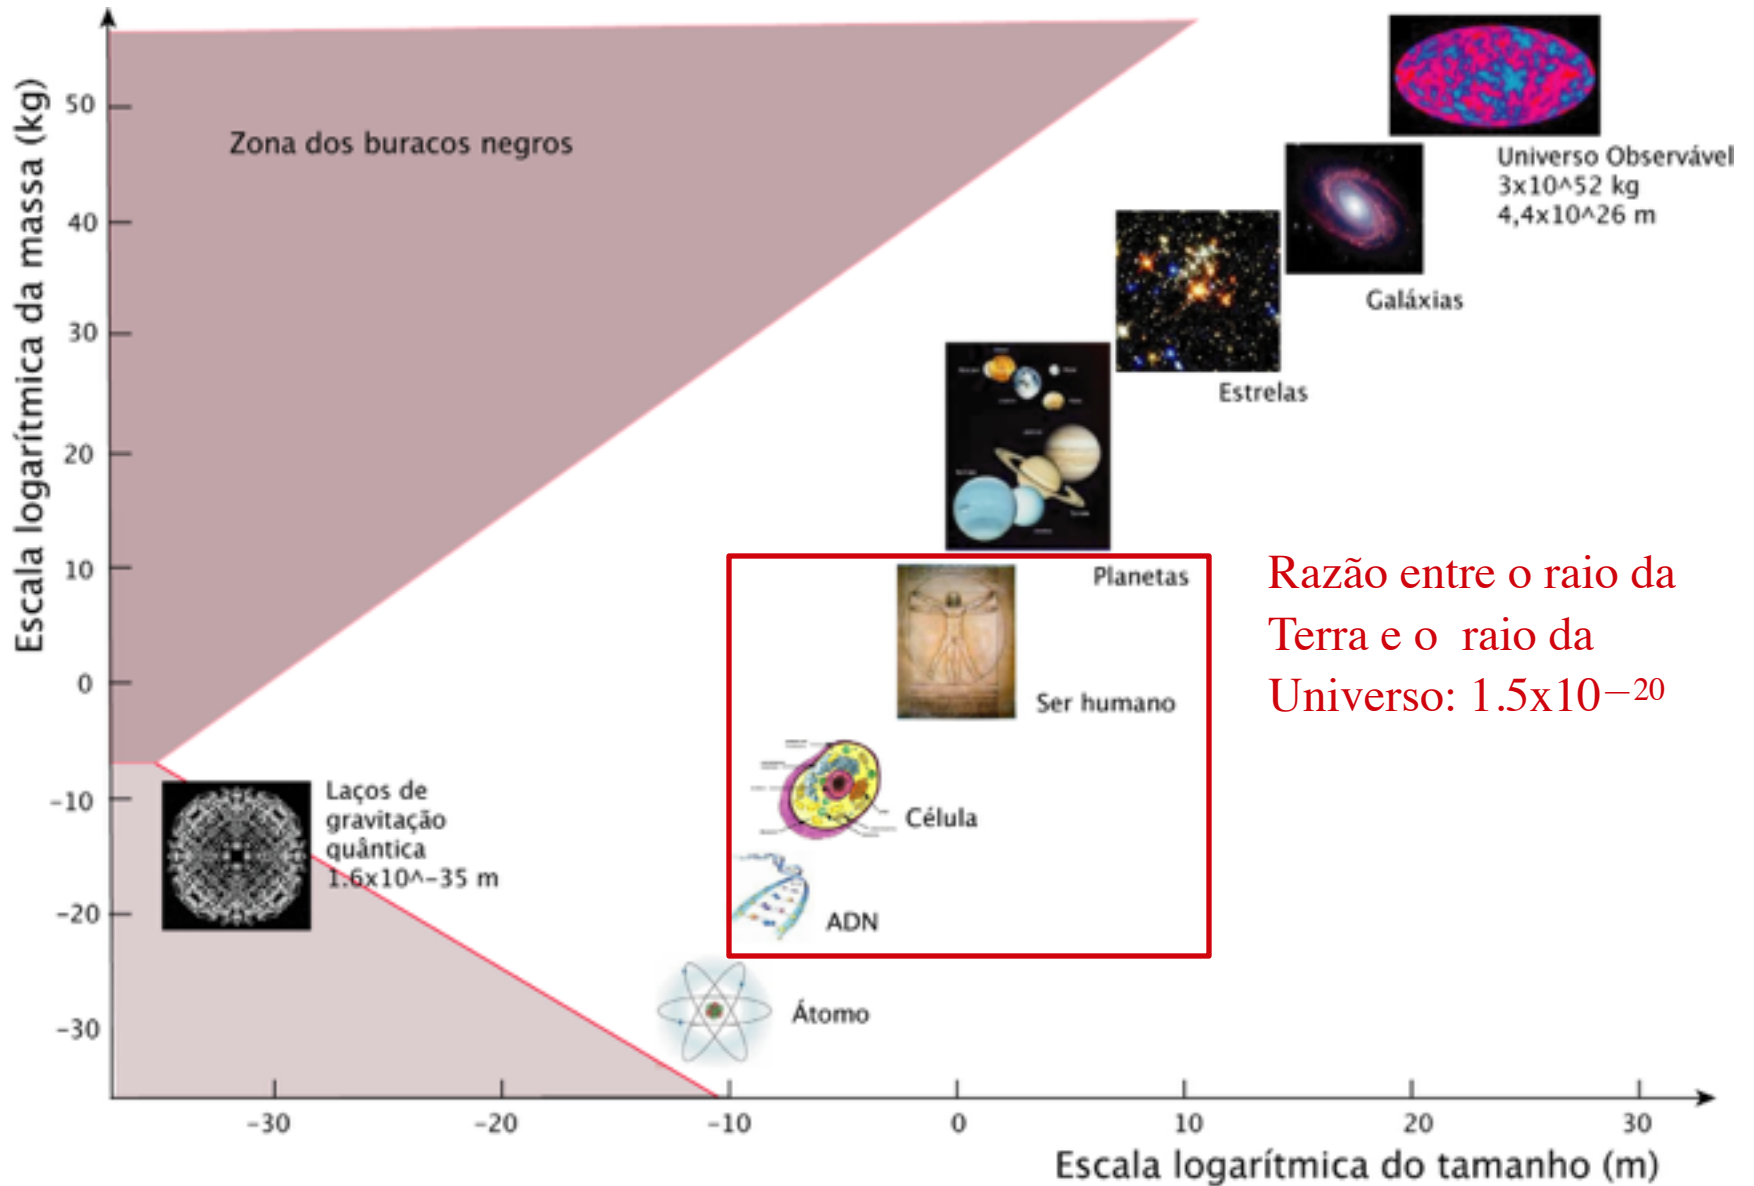 Escala logarítmica da massa (kg)
50
40
30
20
10
0
-10
-20
-30
Zona dos buracos negros
Universo Observável
3x10^52 kg
4,4x10^26 m
Galáxias
Estrelas
Planetas
Ser humano
Célula
ADN
Átomo
Laços de
gravitação
quântica
1.6x10^-35 m
Razão entre o raio da
Terra e o raio da
Universo: 1.5x10⁻²⁰
-30 -20 -10 0 10 20 30
Escala logarítmica do tamanho (m)